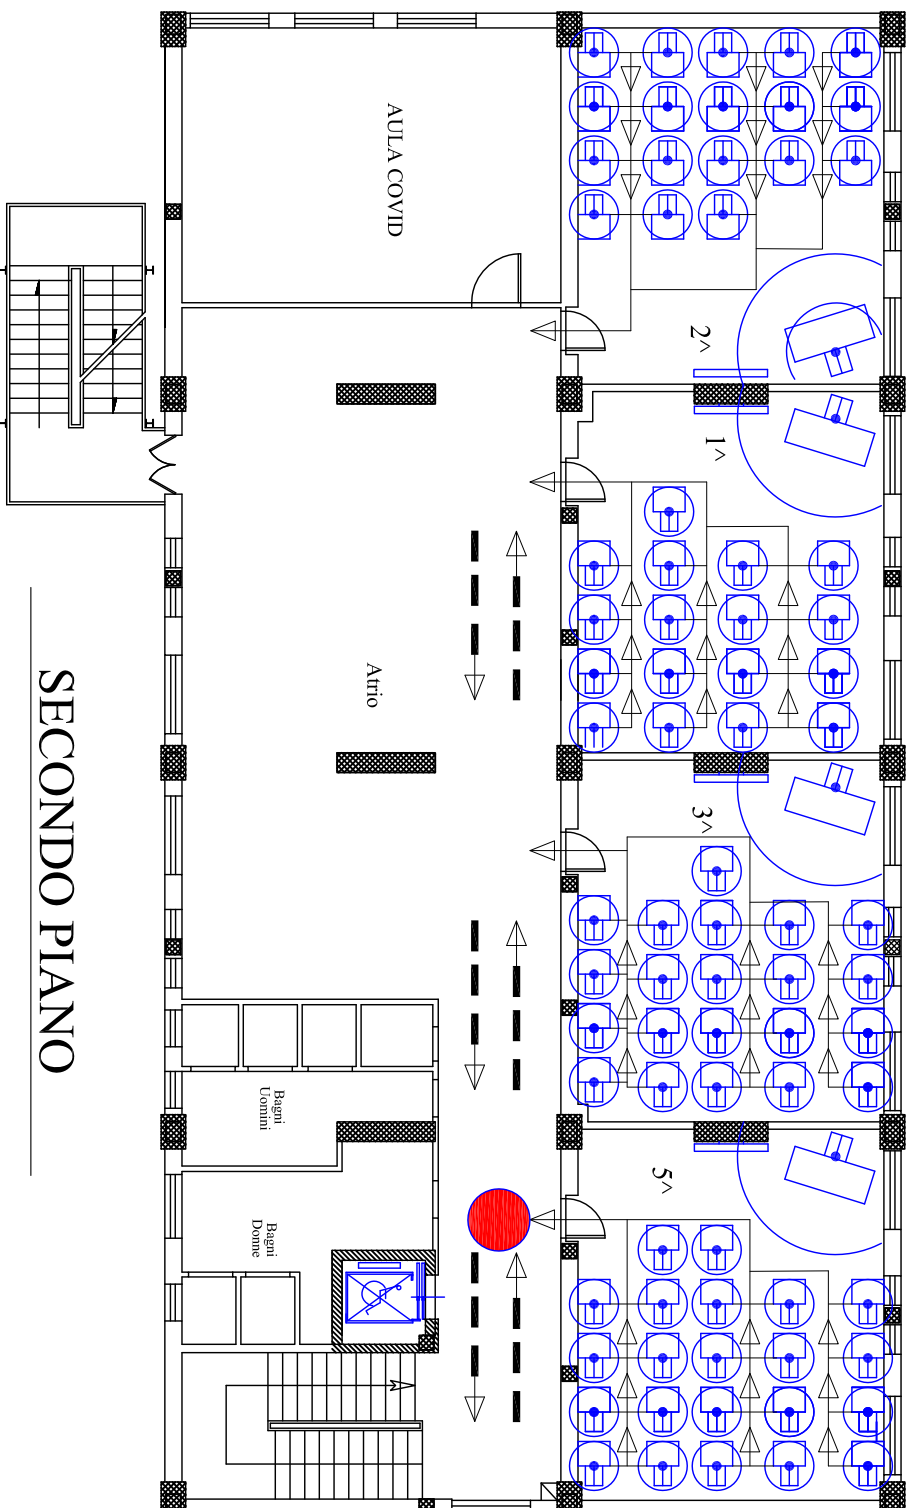 AULA COVID
2^
1^
Atrio
3^
5^
Bagni
Uomini
Bagni
Donne
SECONDO PIANO